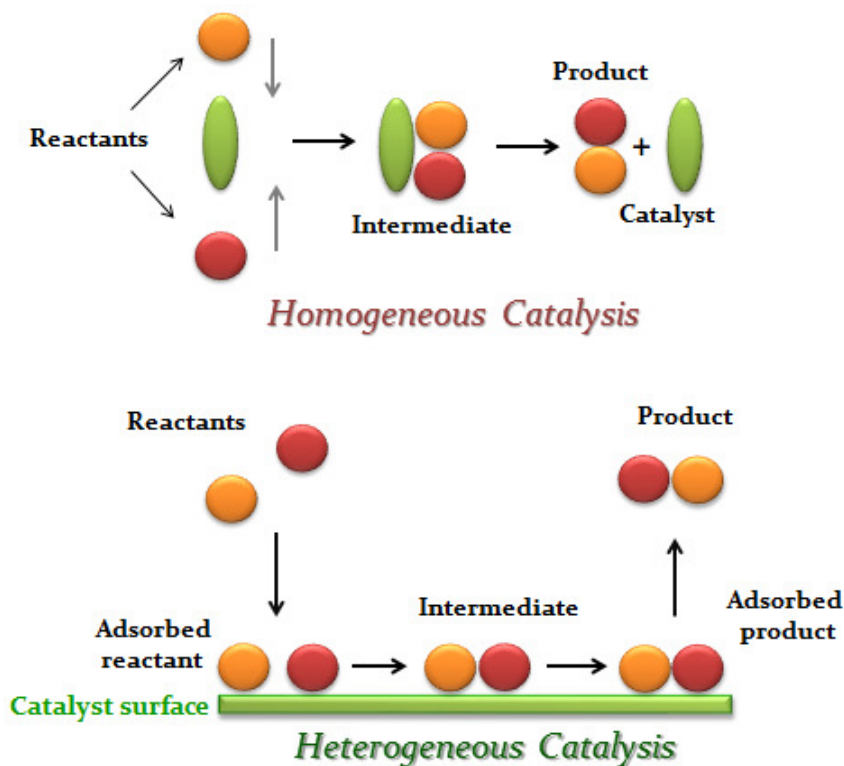 Reactants
Product
+
Intermediate
Catalyst
Homogeneous Catalysis
Reactants
Product
Intermediate
Adsorbed
reactant
Adsorbed
product
Catalyst surface
Heterogeneous Catalysis